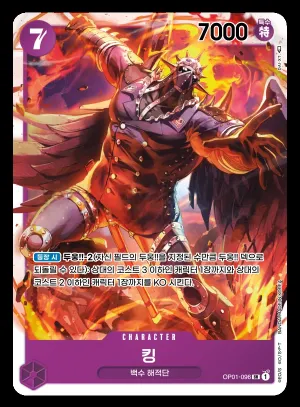 7
7000
특수
特
등장 시 두웅!!-2(자신 필드의 두웅!!을 지정된 수만큼 두웅!! 덱으로
되돌릴 수 있다): 상대의 코스트 3 이하인 캐릭터 1장까지와 상대의
코스트 2 이하인 캐릭터 1장까지를 KO 시킨다.
CHARACTER
킹
백수 해적단
OP01-096 SR 1